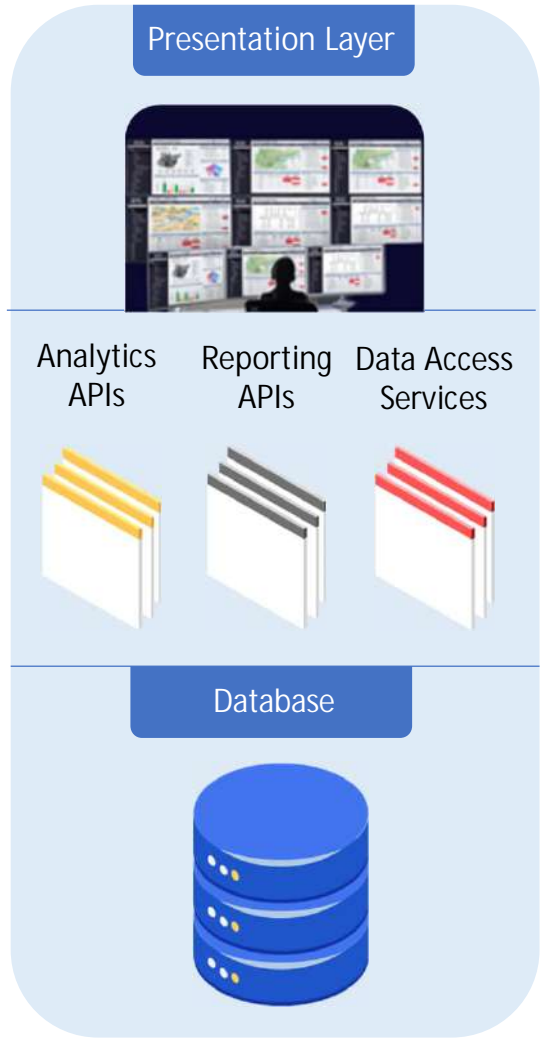 Presentation Layer
Analytics
APIs
Reporting
APIs
Data Access
Services
Database